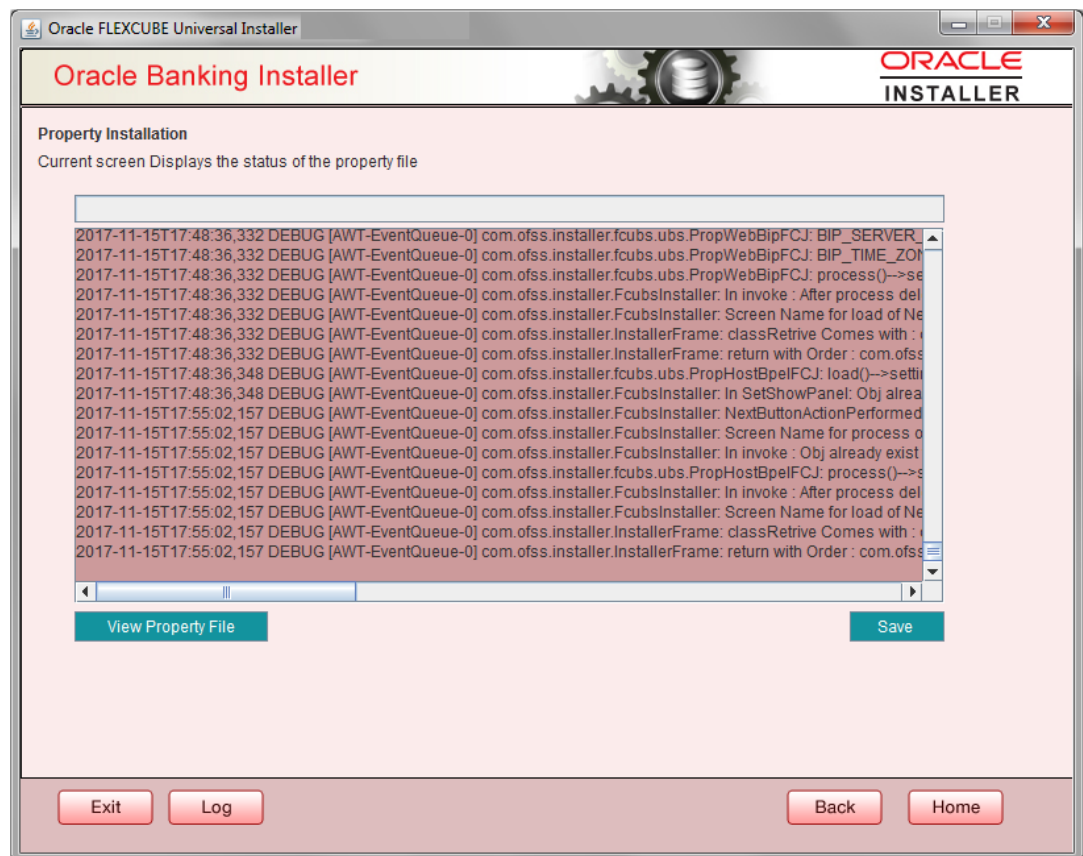 Oracle FLEXCUBE Universal Installer
Oracle Banking Installer
ORACLE
INSTALLER
Property Installation
Current screen Displays the status of the property file
2017-11-15T17:48:36,332 DEBUG [AWT-EventQueue-0] com.ofss.installer.fcubs.ubs.PropWebBipFCJ: BIP_SERVER_
2017-11-15T17:48:36,332 DEBUG [AWT-EventQueue-0] com.ofss.installer.fcubs.ubs.PropWebBipFCJ: BIP_TIME_ZON
2017-11-15T17:48:36,332 DEBUG [AWT-EventQueue-0] com.ofss.installer.fcubs.ubs.PropWebBipFCJ: process()-->se
2017-11-15T17:48:36,332 DEBUG [AWT-EventQueue-0] com.ofss.installer.FcubsInstaller: In invoke : After process del
2017-11-15T17:48:36,332 DEBUG [AWT-EventQueue-0] com.ofss.installer.FcubsInstaller: Screen Name for load of Ne
2017-11-15T17:48:36,332 DEBUG [AWT-EventQueue-0] com.ofss.installer.InstallerFrame: classRetrive Comes with :
2017-11-15T17:48:36,332 DEBUG [AWT-EventQueue-0] com.ofss.installer.InstallerFrame: return with Order : com.ofss
2017-11-15T17:48:36,348 DEBUG [AWT-EventQueue-0] com.ofss.installer.fcubs.ubs.PropHostBpelFCJ: load()-->settin
2017-11-15T17:48:36,348 DEBUG [AWT-EventQueue-0] com.ofss.installer.FcubsInstaller: In SetShowPanel: Obj alrea
2017-11-15T17:55:02,157 DEBUG [AWT-EventQueue-0] com.ofss.installer.FcubsInstaller: NextButtonActionPerformed
2017-11-15T17:55:02,157 DEBUG [AWT-EventQueue-0] com.ofss.installer.FcubsInstaller: Screen Name for process o
2017-11-15T17:55:02,157 DEBUG [AWT-EventQueue-0] com.ofss.installer.FcubsInstaller: In invoke : Obj already exist
2017-11-15T17:55:02,157 DEBUG [AWT-EventQueue-0] com.ofss.installer.fcubs.ubs.PropHostBpelFCJ: process()-->s
2017-11-15T17:55:02,157 DEBUG [AWT-EventQueue-0] com.ofss.installer.FcubsInstaller: In invoke : After process del
2017-11-15T17:55:02,157 DEBUG [AWT-EventQueue-0] com.ofss.installer.FcubsInstaller: Screen Name for load of Ne
2017-11-15T17:55:02,157 DEBUG [AWT-EventQueue-0] com.ofss.installer.InstallerFrame: classRetrive Comes with :
2017-11-15T17:55:02,157 DEBUG [AWT-EventQueue-0] com.ofss.installer.InstallerFrame: return with Order : com.ofss
View Property File
Save
Exit
Log
Back
Home